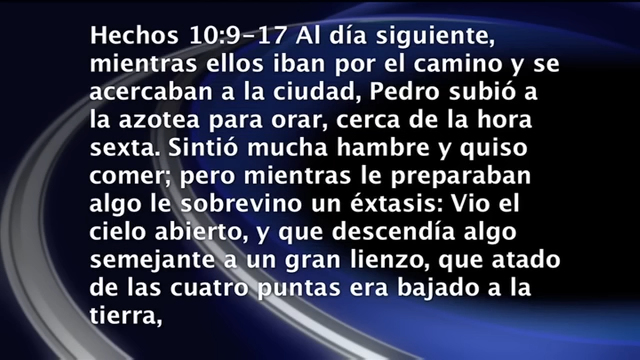 Hechos 10:9-17 Al día siguiente,
mientras ellos iban por el camino y se
acercaban a la ciudad, Pedro subió a
la azotea para orar, cerca de la hora
sexta. Sintió mucha hambre y quiso
comer; pero mientras le preparaban
algo le sobrevino un éxtasis: Vio el
cielo abierto, y que descendía algo
semejante a un gran lienzo, que atado
de las cuatro puntas era bajado a la
tierra,